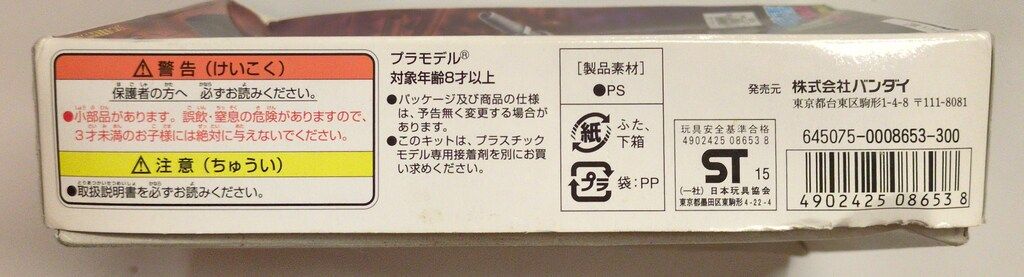 ⚠警告(けいこく)
保護者の方へ 必ずお読みください。
●小部品があります。誤飲・窒息の危険がありますので、
3才未満のお子様には絶対に与えないでください。
⚠注意(ちゅうい)
●取扱説明書を必ずお読みください。
プラモデル®
対象年齢8才以上
●パッケージ及び商品の仕様
は、予告無く変更する場合が
あります。
●このキットは、プラスチック
モデル専用接着剤を別にお買
い求めください。
[製品素材]
●PS
紙 ふた、
下箱
プラ 袋:PP
玩具安全基準合格
4902425 08653 8
ST 15
(一社)日本玩具協会
東京都墨田区東駒形4-22-4
発売元 株式会社バンダイ
東京都台東区駒形1-4-8 〒111-8081
645075-0008653-300
4902425 086538